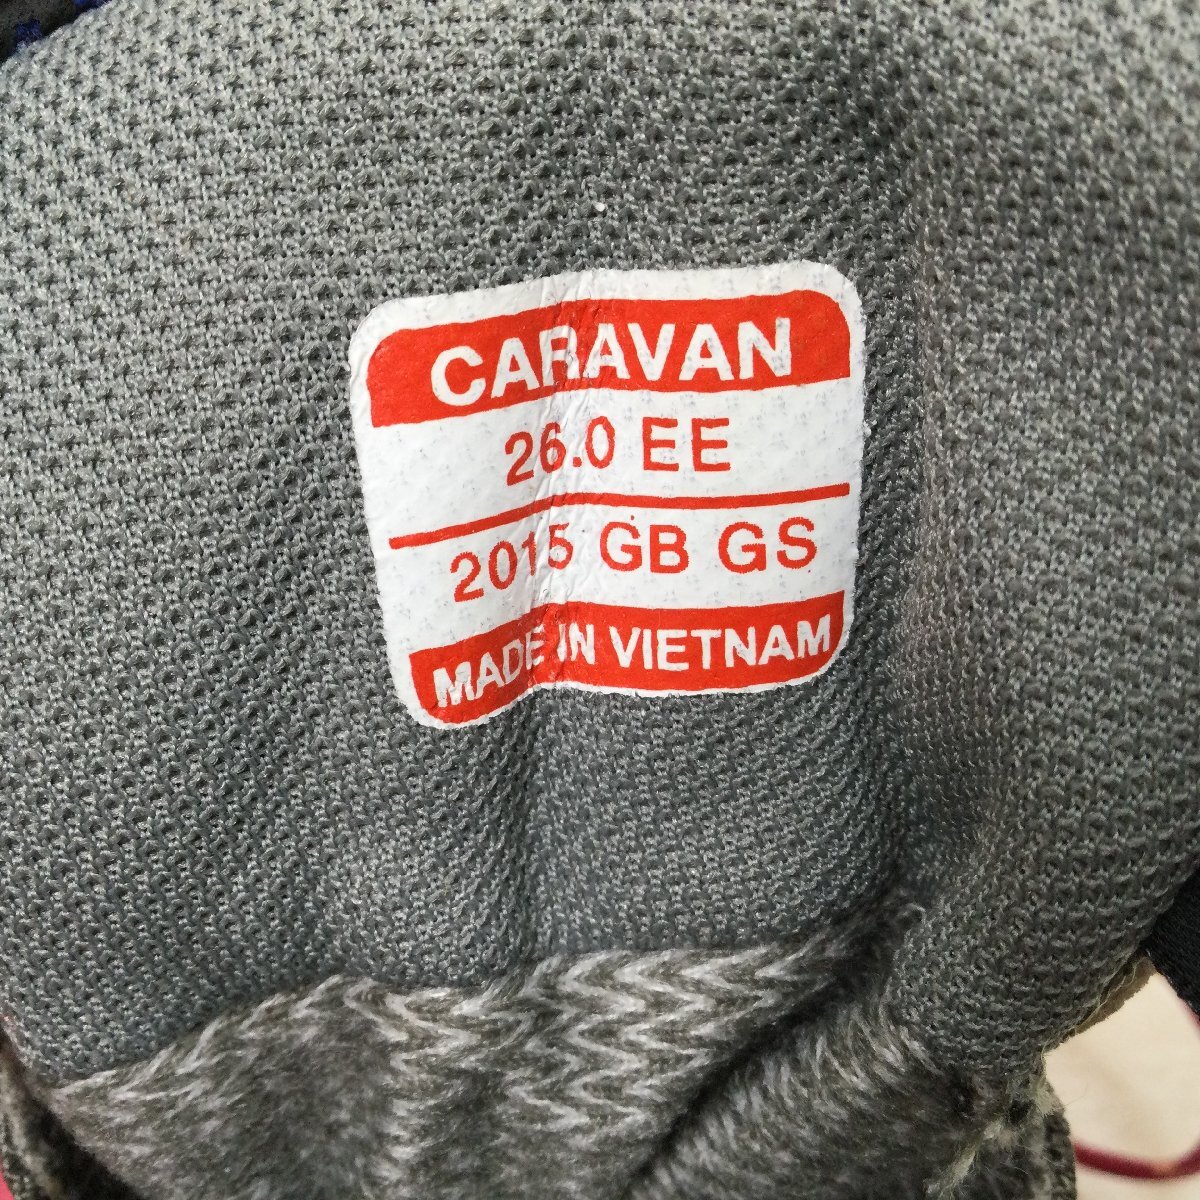 CARAVAN
26.0 EE
2015 GB GS
MADE IN VIETNAM